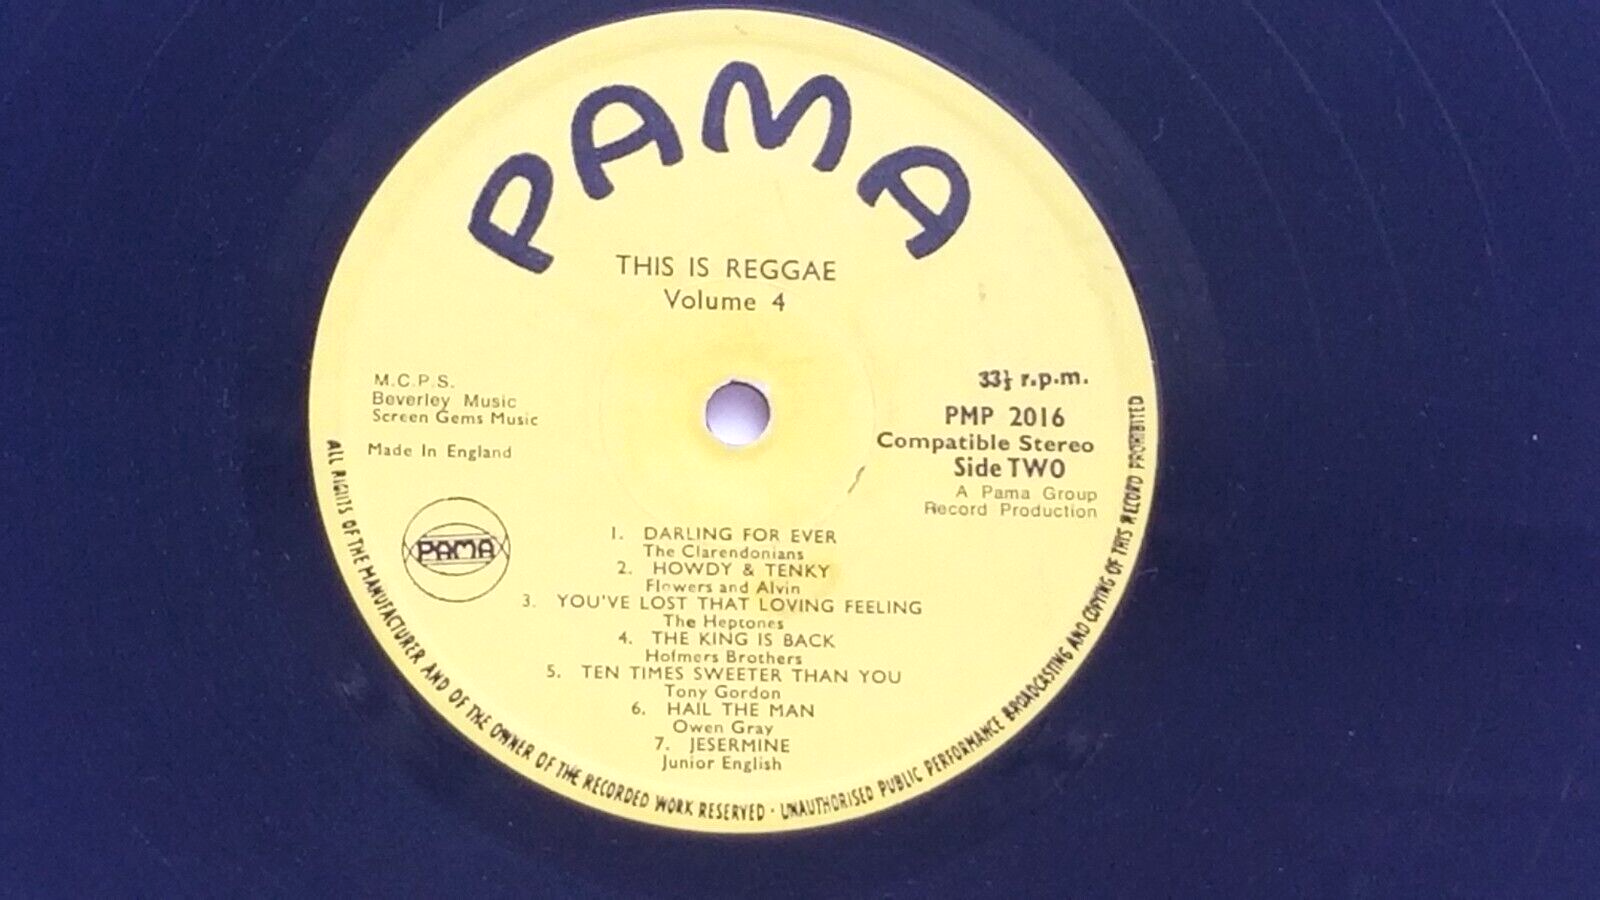 PAMA
THIS IS REGGAE
Volume 4
M.C.P.S.
Beverley Music
Screen Gems Music
Made In England
33⅓ r.p.m.
PMP 2016
Compatible Stereo
Side TWO
A Pama Group
Record Production
PAMA
1. DARLING FOR EVER
The Clarendonians
2. HOWDY & TENKY
Flowers and Alvin
3. YOU'VE LOST THAT LOVING FEELING
The Heptones
4. THE KING IS BACK
Hofmers Brothers
5. TEN TIMES SWEETER THAN YOU
Tony Gordon
6. HAIL THE MAN
Owen Gray
7. JESERMINE
Junior English
ALL RIGHTS OF THE MANUFACTURER AND OF THE OWNER OF THE RECORDED WORK RESERVED · UNAUTHORISED PUBLIC PERFORMANCE BROADCASTING AND COPYING OF THIS RECORD PROHIBITED